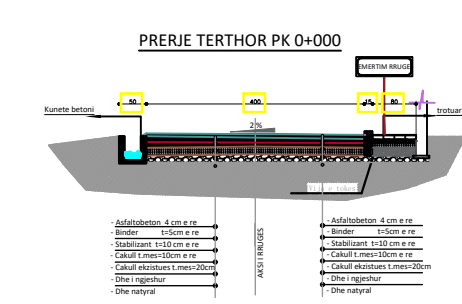 PRERJE TERTHOR PK 0+000
EMERTIM RRUGE
50
400
15
80
Kunete betoni
trotuar
2 %
Vija e tokes
- Asfaltobeton 4 cm e re
- Binder t=5cm e re
- Stabilizant t=10 cm e re
- Cakull t.mes=10cm e re
- Cakull ekzistues t.mes=20cm
- Dhe i ngjeshur
- Dhe natyral
AKSI I RRUGES
- Asfaltobeton 4 cm e re
- Binder t=5cm e re
- Stabilizant t=10 cm e re
- Cakull t.mes=10cm e re
- Cakull ekzistues t.mes=20cm
- Dhe i ngjeshur
- Dhe natyral